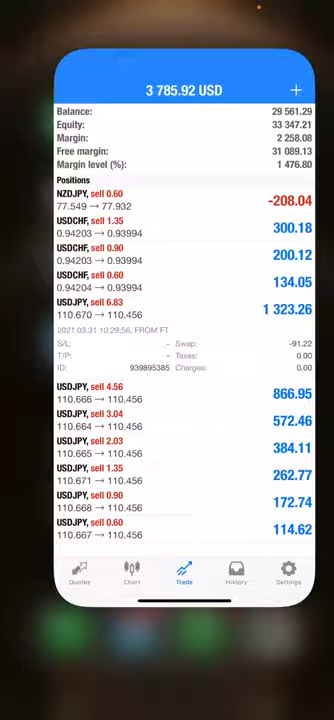 3 785.92 USD +
Balance: 29 561.29
Equity: 33 347.21
Margin: 2 258.08
Free margin: 31 089.13
Margin level (%): 1 476.80
Positions
NZDJPY, sell 0.60
77.549 → 77.932 -208.04
USDCHF, sell 1.35
0.94203 → 0.93994 300.18
USDCHF, sell 0.90
0.94203 → 0.93994 200.12
USDCHF, sell 0.60
0.94204 → 0.93994 134.05
USDJPY, sell 6.83
110.670 → 110.456 1 323.26
2021.03.31 10:29:56, FROM FT
S/L: - Swap: -91.22
T/P: - Taxes: 0.00
ID: 939895385 Charges: 0.00
USDJPY, sell 4.56
110.666 → 110.456 866.95
USDJPY, sell 3.04
110.664 → 110.456 572.46
USDJPY, sell 2.03
110.665 → 110.456 384.11
USDJPY, sell 1.35
110.671 → 110.456 262.77
USDJPY, sell 0.90
110.668 → 110.456 172.74
USDJPY, sell 0.60
110.667 → 110.456 114.62
Quotes Chart Trade History Settings